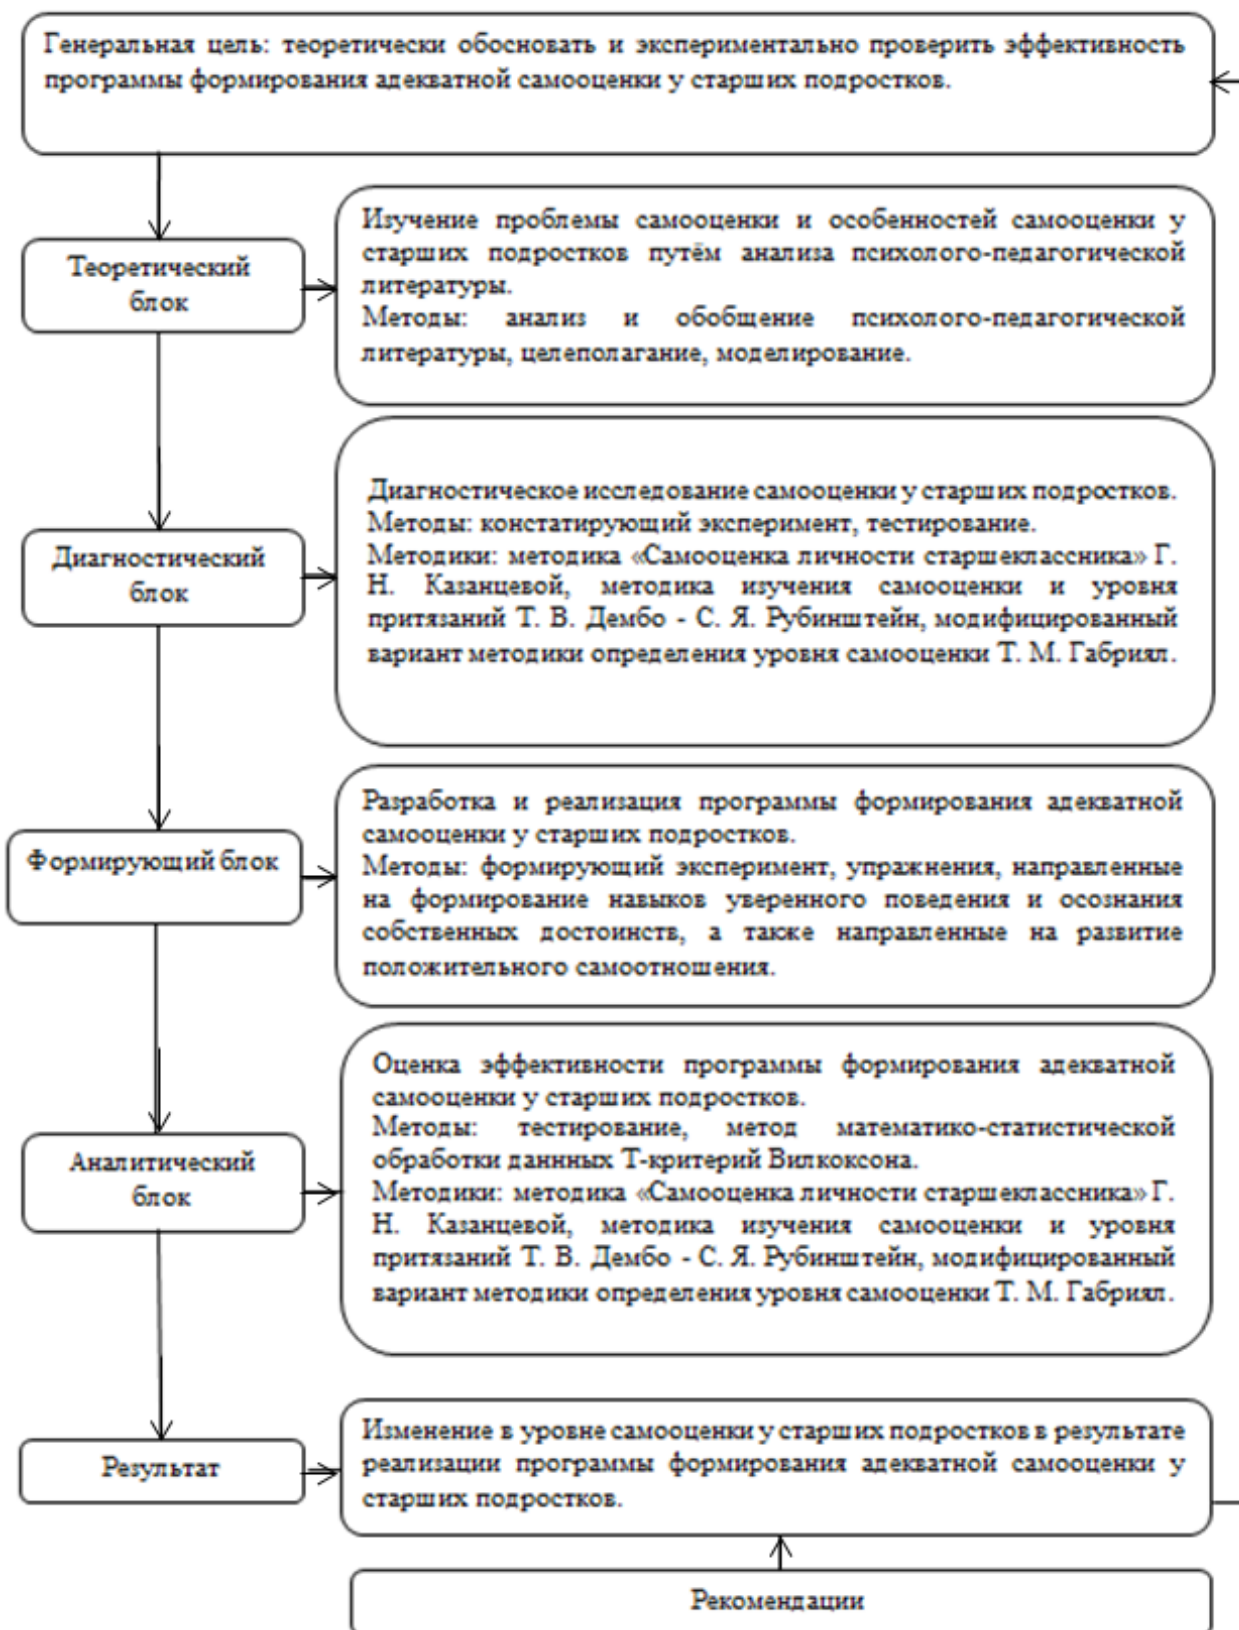 Генеральная цель: теоретически обосновать и экспериментально проверить эффективность
программы формирования адекватной самооценки у старших подростков.
Теоретический
блок
Изучение проблемы самооценки и особенностей самооценки у
старших подростков путём анализа психолого-педагогической
литературы.
Методы: анализ и обобщение психолого-педагогической
литературы, целеполагание, моделирование.
Диагностический
блок
Диагностическое исследование самооценки у старших подростков.
Методы: констатирующий эксперимент, тестирование.
Методики: методика «Самооценка личности старшеклассника» Г.
Н. Казанцевой, методика изучения самооценки и уровня
притязаний Т. В. Дембо - С. Я. Рубинштейн, модифицированный
вариант методики определения уровня самооценки Т. М. Габриял.
Формирующий блок
Разработка и реализация программы формирования адекватной
самооценки у старших подростков.
Методы: формирующий эксперимент, упражнения, направленные
на формирование навыков уверенного поведения и осознания
собственных достоинств, а также направленные на развитие
положительного самоотношения.
Аналитический
блок
Оценка эффективности программы формирования адекватной
самооценки у старших подростков.
Методы: тестирование, метод математико-статистической
обработки даннных Т-критерий Вилкоксона.
Методики: методика «Самооценка личности старшеклассника» Г.
Н. Казанцевой, методика изучения самооценки и уровня
притязаний Т. В. Дембо - С. Я. Рубинштейн, модифицированный
вариант методики определения уровня самооценки Т. М. Габриял.
Результат
Изменение в уровне самооценки у старших подростков в результате
реализации программы формирования адекватной самооценки у
старших подростков.
Рекомендации